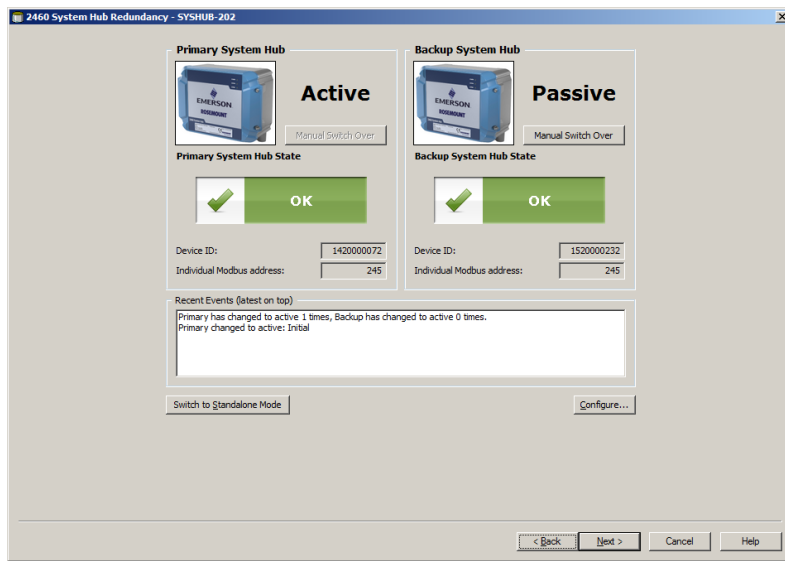 2460 System Hub Redundancy - SYSHUB-202
Primary System Hub
EMERSON
ROSEMOUNT
Active
Manual Switch Over
Primary System Hub State
OK
Device ID: 1420000072
Individual Modbus address: 245
Backup System Hub
EMERSON
ROSEMOUNT
Passive
Manual Switch Over
Backup System Hub State
OK
Device ID: 1520000232
Individual Modbus address: 245
Recent Events (latest on top)
Primary has changed to active 1 times, Backup has changed to active 0 times.
Primary changed to active: Initial
Switch to Standalone Mode
Configure...
< Back
Next >
Cancel
Help